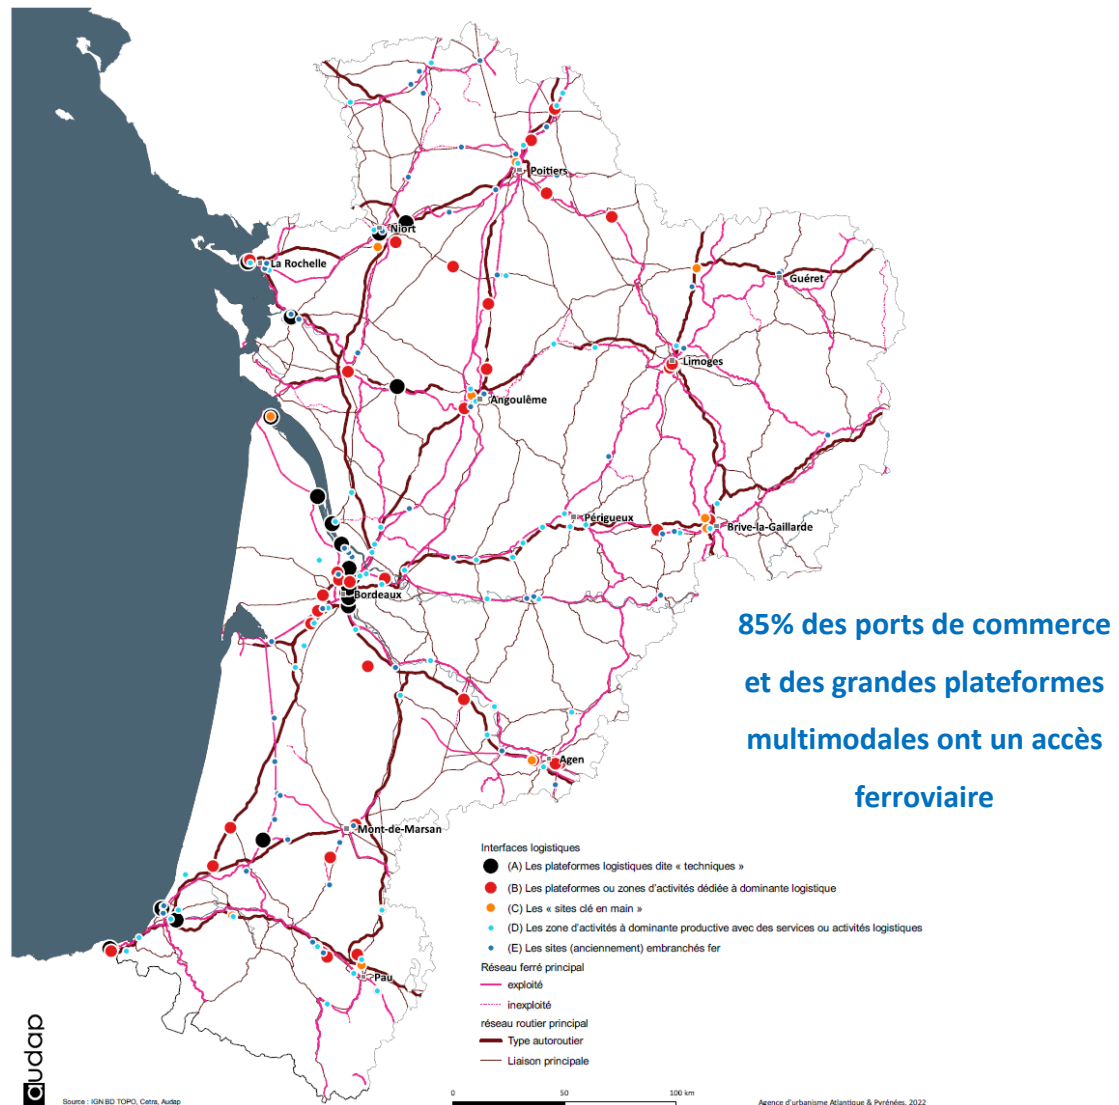 Poitiers
Niort
La Rochelle
Guéret
Limoges
Angoulême
Périgueux
Brive-la-Gaillarde
Bordeaux
85% des ports de commerce
et des grandes plateformes
multimodales ont un accès
ferroviaire
Agen
Mont-de-Marsan
Pau
Interfaces logistiques
(A) Les plateformes logistiques dite « techniques »
(B) Les plateformes ou zones d'activités dédiée à dominante logistique
(C) Les « sites clé en main »
(D) Les zone d'activités à dominante productive avec des services ou activités logistiques
(E) Les sites (anciennement) embranchés fer
Réseau ferré principal
exploité
inexploité
réseau routier principal
Type autoroutier
Liaison principale
audap
Source : IGN BD TOPO, Catra, Audap
0 50 100 km
Agence d'urbanisme Atlantique & Pyrénées, 2022